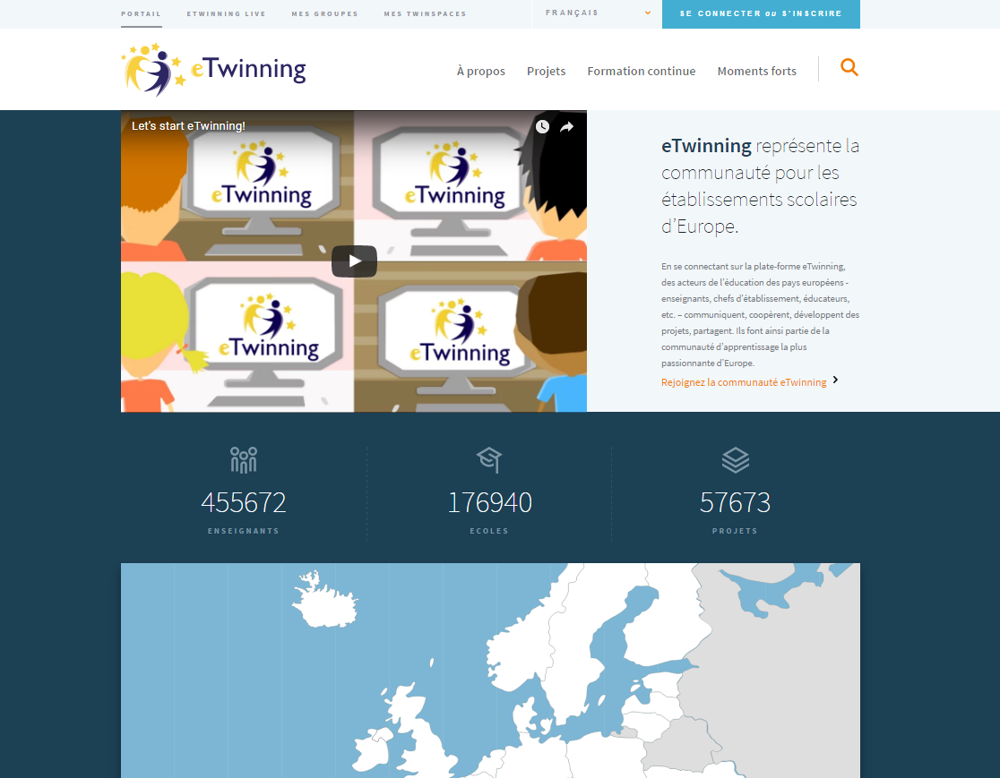 PORTAIL ETWINNING LIVE MES GROUPES MES TWINSPACES FRANÇAIS SE CONNECTER ou S'INSCRIRE
eTwinning
À propos Projets Formation continue Moments forts
Let's start eTwinning!
eTwinning
eTwinning
eTwinning
eTwinning
eTwinning représente la
communauté pour les
établissements scolaires
d'Europe.
En se connectant sur la plate-forme eTwinning,
des acteurs de l'éducation des pays européens -
enseignants, chefs d'établissement, éducateurs,
etc. – communiquent, coopèrent, développent des
projets, partagent. Ils font ainsi partie de la
communauté d'apprentissage la plus
passionnante d'Europe.
Rejoignez la communauté eTwinning
455672 176940 57673
ENSEIGNANTS ECOLES PROJETS